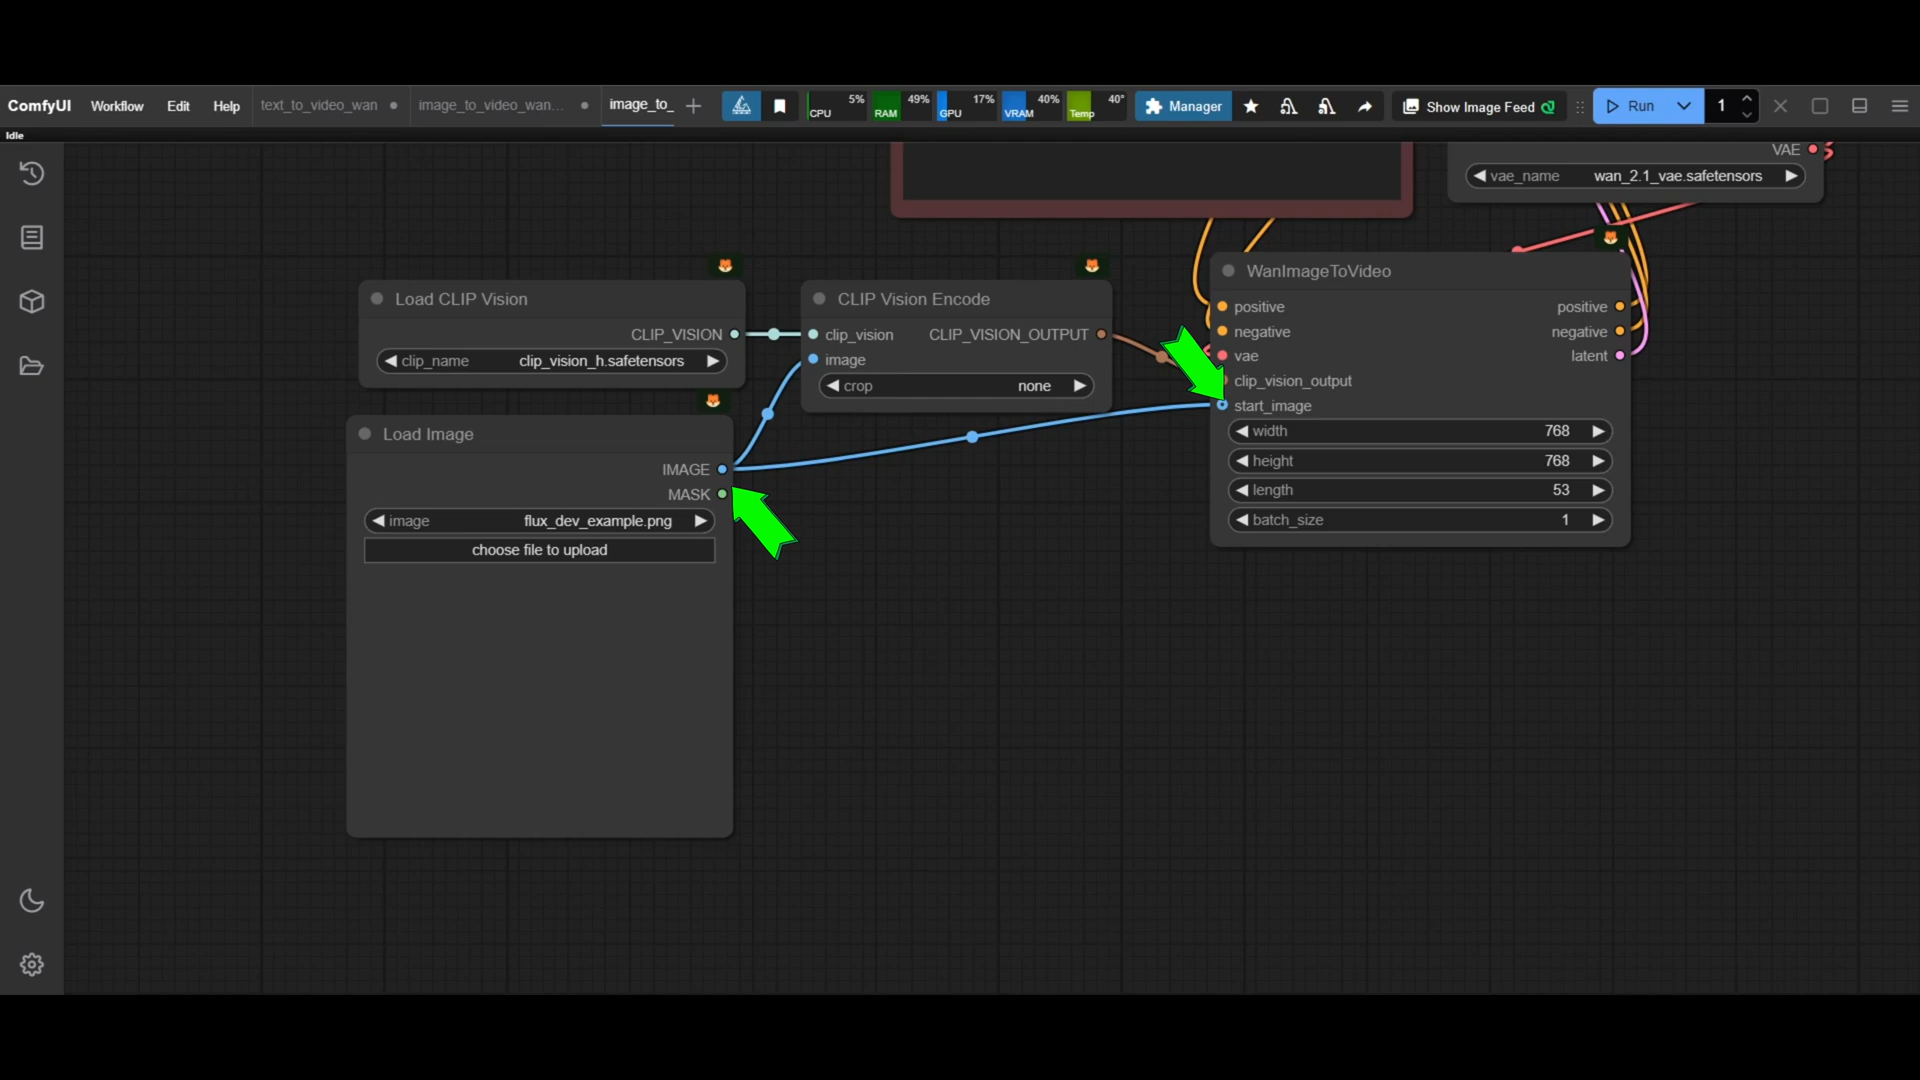 ComfyUI Workflow Edit Help text_to_video_wan image_to_video_wan... image_to_ CPU 5% RAM 49% GPU 17% VRAM 40% Temp 40° Manager Show Image Feed Run 1
Idle
VAE
vae_name wan_2.1_vae.safetensors
Load CLIP Vision
CLIP_VISION
clip_name clip_vision_h.safetensors
CLIP Vision Encode
clip_vision CLIP_VISION_OUTPUT
image
crop none
Load Image
IMAGE
MASK
image flux_dev_example.png
choose file to upload
WanImageToVideo
positive positive
negative negative
vae latent
clip_vision_output
start_image
width 768
height 768
length 53
batch_size 1